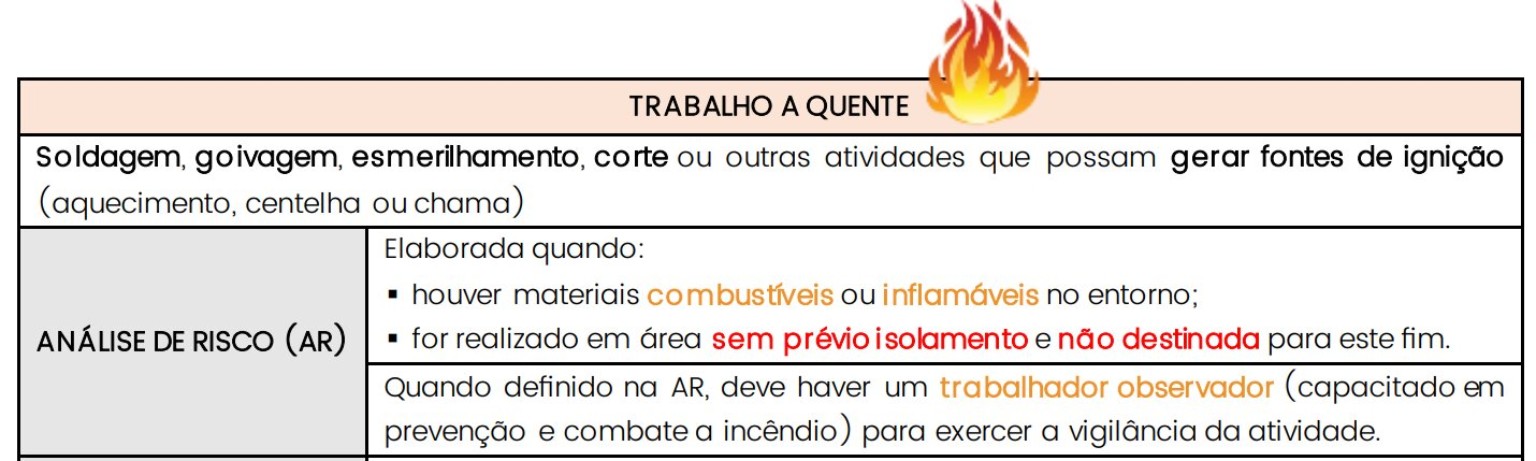 TRABALHO A QUENTE
Soldagem, goivagem, esmerilhamento, corte ou outras atividades que possam gerar fontes de ignição
(aquecimento, centelha ou chama)
ANÁLISE DE RISCO (AR)
Elaborada quando:
▪ houver materiais combustíveis ou inflamáveis no entorno;
▪ for realizado em área sem prévio isolamento e não destinada para este fim.
Quando definido na AR, deve haver um trabalhador observador (capacitado em
prevenção e combate a incêndio) para exercer a vigilância da atividade.